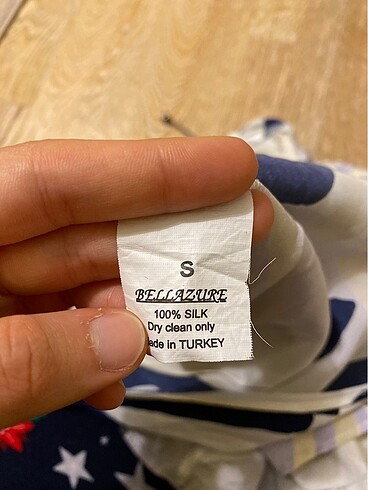 S
BELLAZURE
100% SILK
Dry clean only
ade in TURKEY